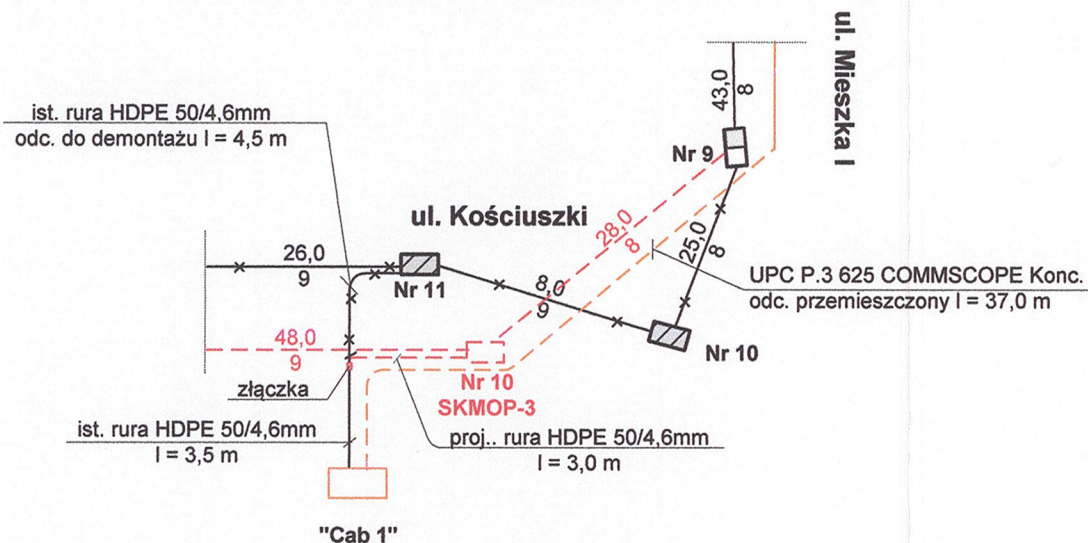 ul. Mieszka I
43,0
8
ist. rura HDPE 50/4,6mm
odc. do demontażu l = 4,5 m
Nr 9
ul. Kościuszki
28,0
8
25,0
8
26,0
9
Nr 11
8,0
9
UPC P.3 625 COMMSCOPE Konc.
odc. przemieszczony l = 37,0 m
48,0
9
Nr 10
złączka
Nr 10
SKMOP-3
ist. rura HDPE 50/4,6mm
l = 3,5 m
proj.. rura HDPE 50/4,6mm
l = 3,0 m
"Cab 1"